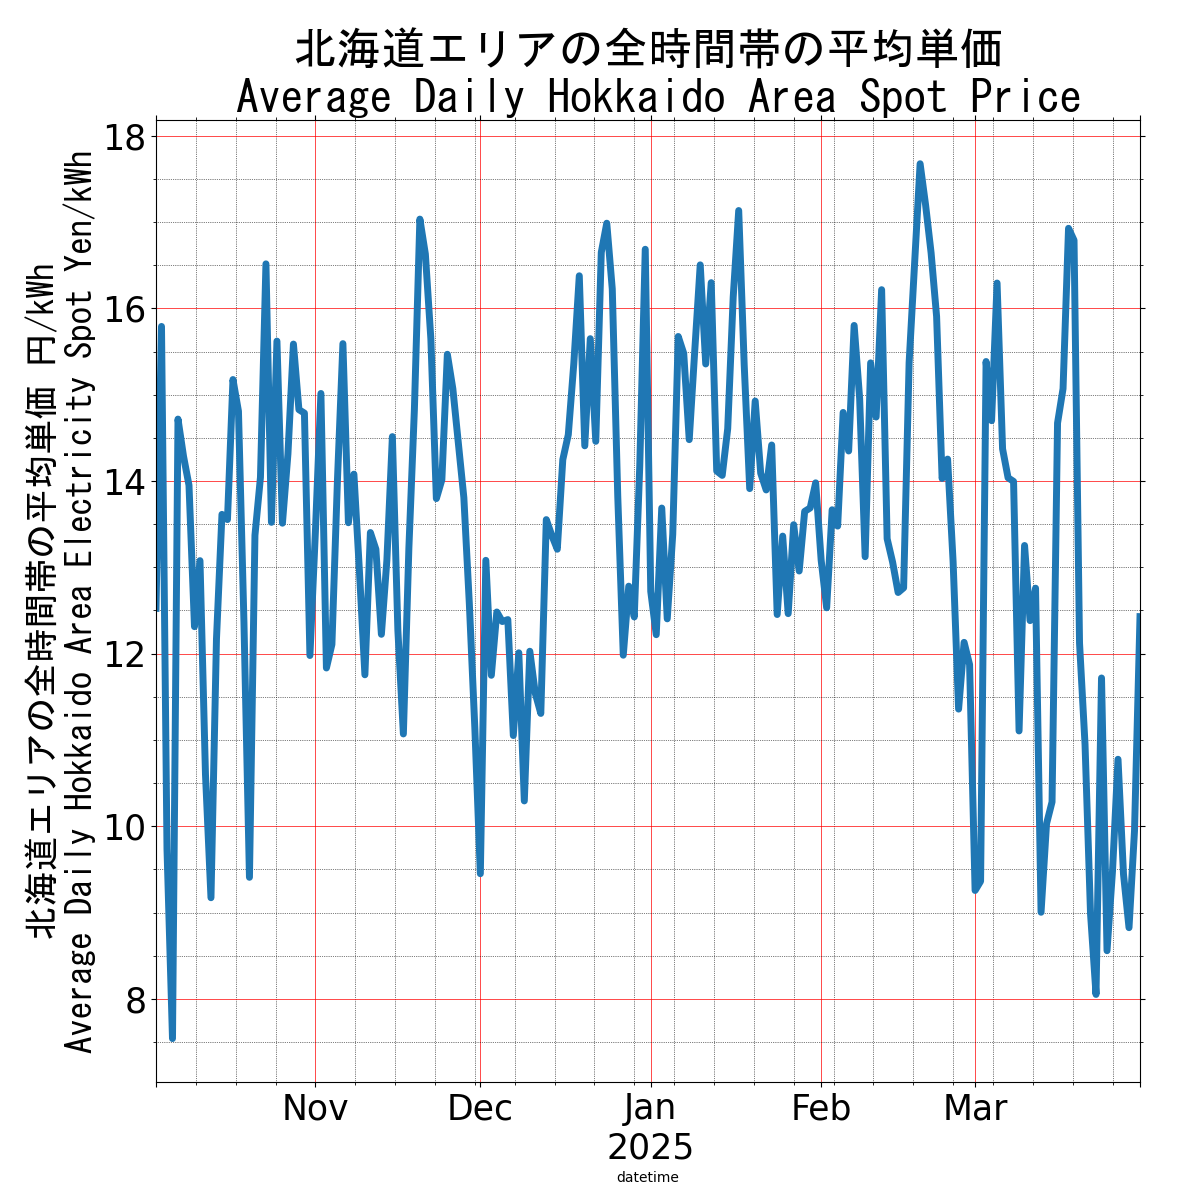 北海道エリアの全時間帯の平均単価
Average Daily Hokkaido Area Spot Price
北海道エリアの全時間帯の平均単価 円/kWh
Average Daily Hokkaido Area Electricity Spot Yen/kWh
18
16
14
12
10
8
Nov Dec Jan Feb Mar
2025
datetime